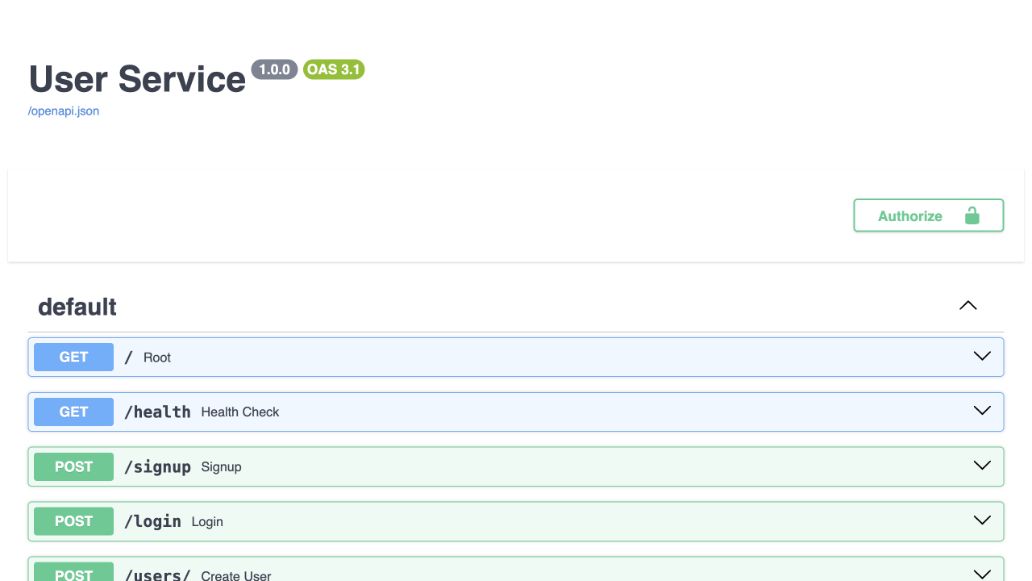 User Service 1.0.0 OAS 3.1
/openapi.json
Authorize
default
GET / Root
GET /health Health Check
POST /signup Signup
POST /login Login
POST /users/ Create User